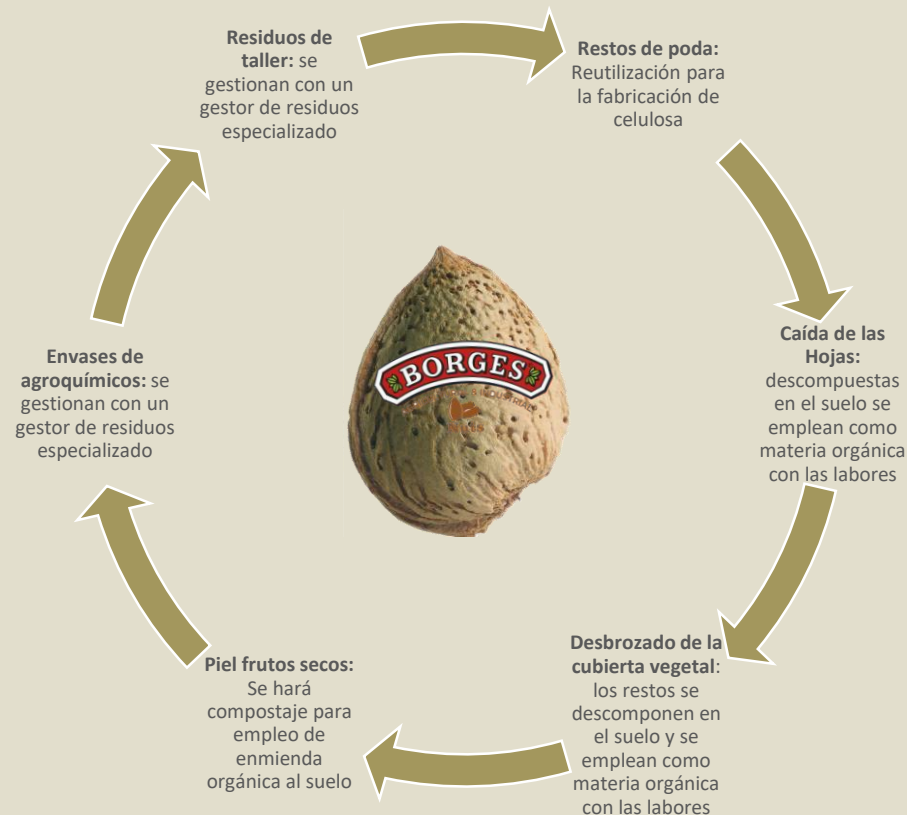 Residuos de
taller: se
gestionan con un
gestor de residuos
especializado
Restos de poda:
Reutilización para
la fabricación de
celulosa
Caída de las
Hojas:
descompuestas
en el suelo se
emplean como
materia orgánica
con las labores
Desbrozado de la
cubierta vegetal:
los restos se
descomponen en
el suelo y se
emplean como
materia orgánica
con las labores
Piel frutos secos:
Se hará
compostaje para
empleo de
enmienda
orgánica al suelo
Envases de
agroquímicos: se
gestionan con un
gestor de residuos
especializado
BORGES
Nuts